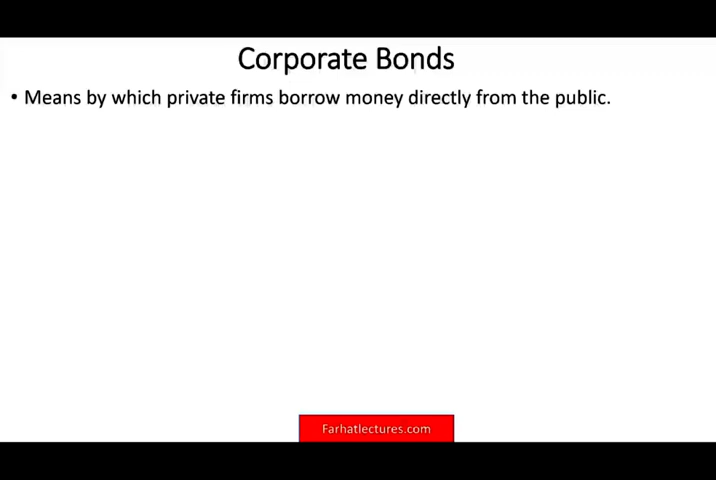 Corporate Bonds
• Means by which private firms borrow money directly from the public.
Farhatlectures.com